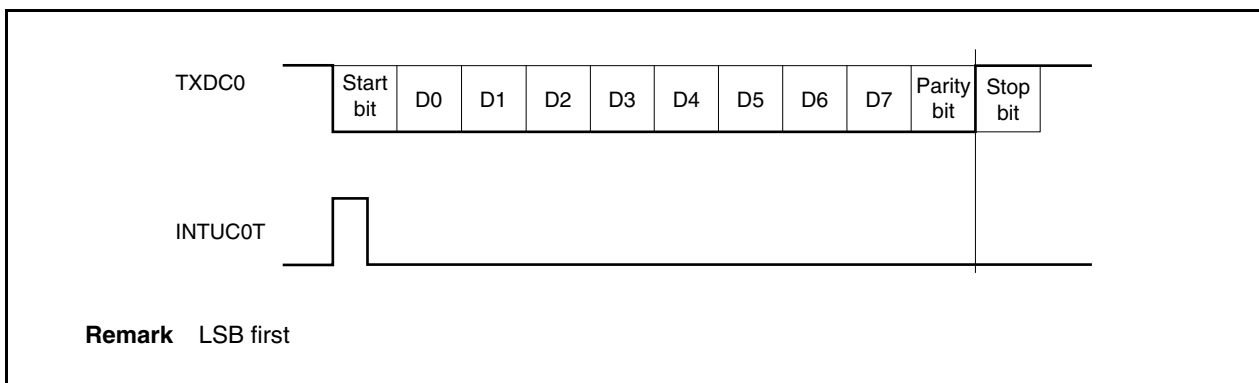 TXDC0
Start bit D0 D1 D2 D3 D4 D5 D6 D7 Parity bit Stop bit
INTUC0T
Remark LSB first